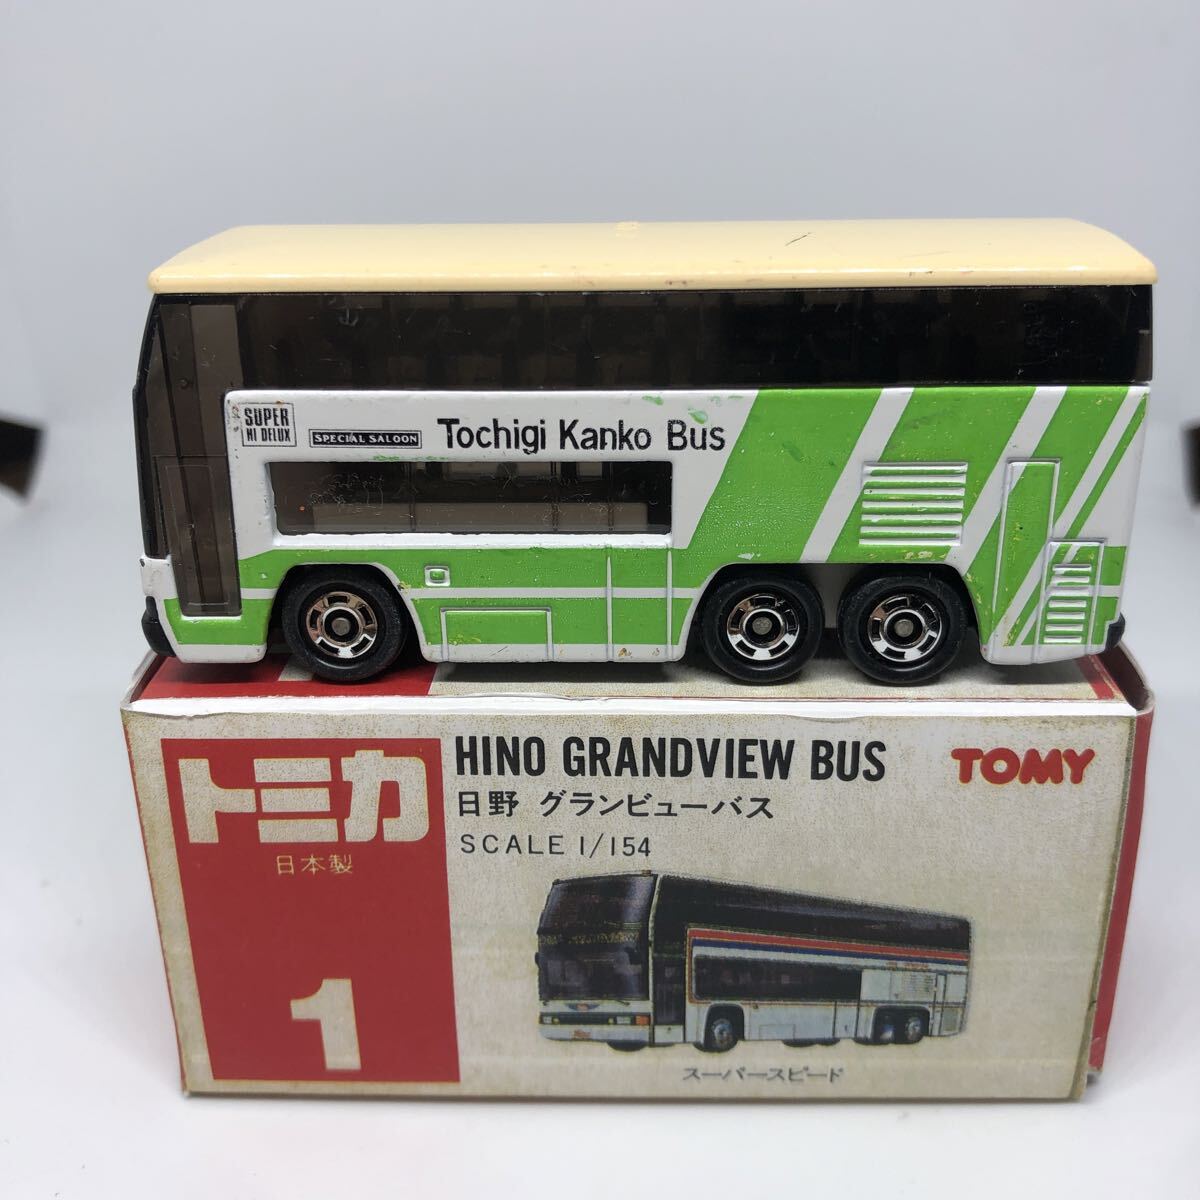 SUPER
HI DELUX
SPECIAL SALOON
Tochigi Kanko Bus
トミカ
日本製
1
HINO GRANDVIEW BUS
日野 グランビューバス
SCALE 1/154
TOMY
スーパースピード